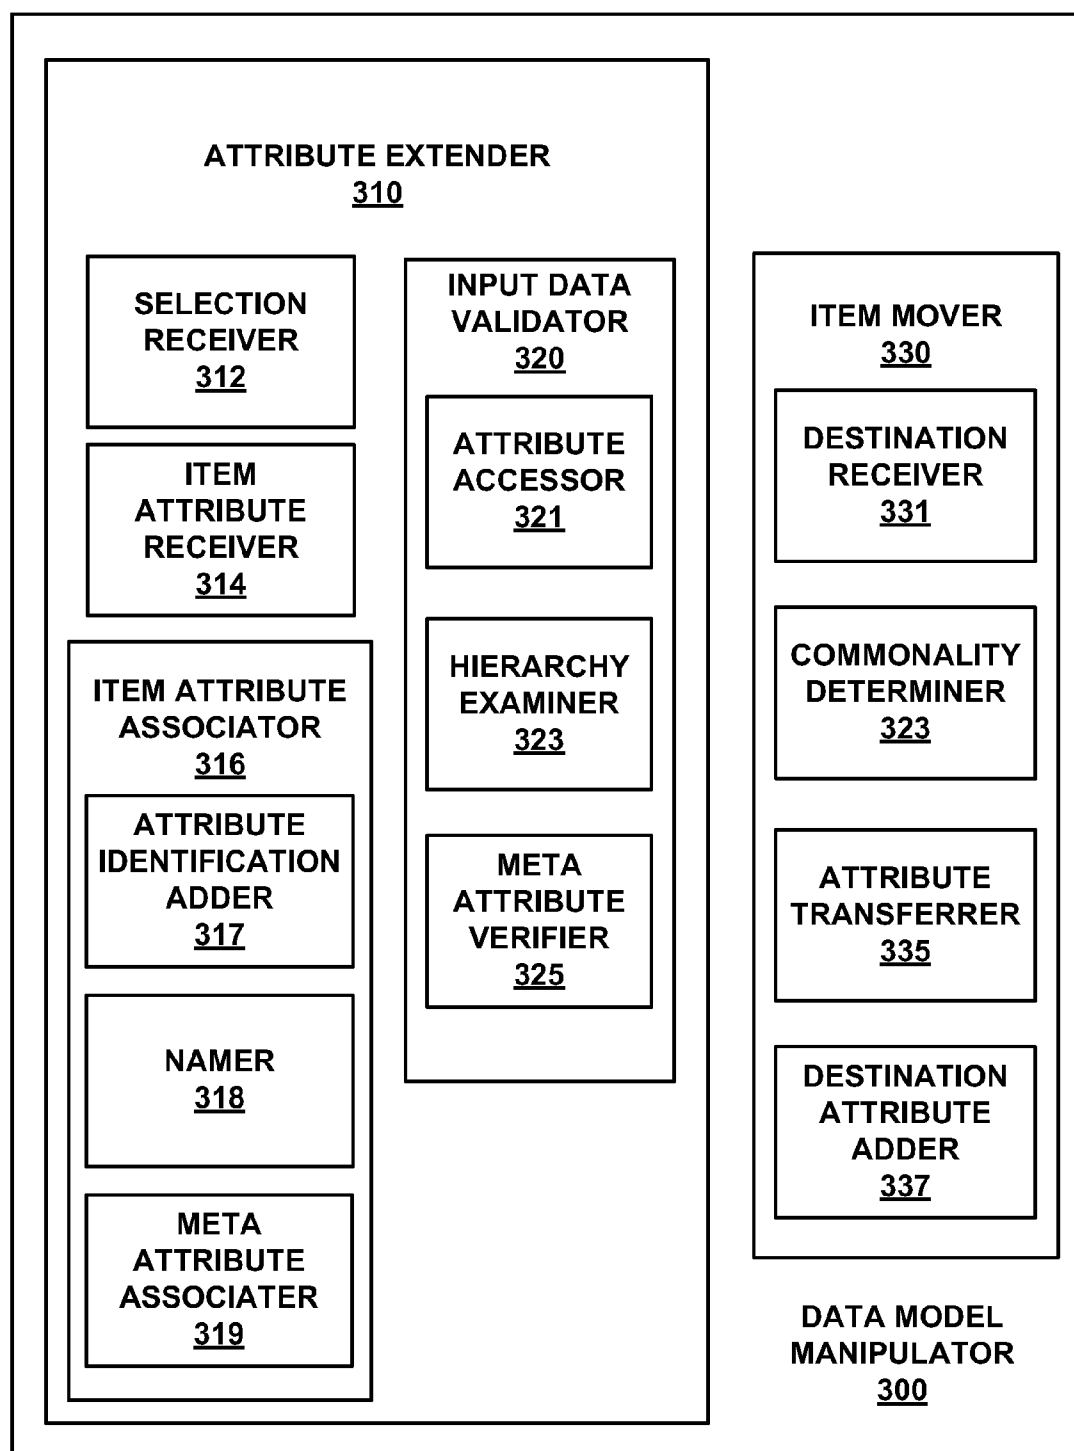 ATTRIBUTE EXTENDER
310
SELECTION
RECEIVER
312
ITEM
ATTRIBUTE
RECEIVER
314
ITEM ATTRIBUTE
ASSOCIATOR
316
ATTRIBUTE
IDENTIFICATION
ADDER
317
NAMER
318
META
ATTRIBUTE
ASSOCIATER
319
INPUT DATA
VALIDATOR
320
ATTRIBUTE
ACCESSOR
321
HIERARCHY
EXAMINER
323
META
ATTRIBUTE
VERIFIER
325
ITEM MOVER
330
DESTINATION
RECEIVER
331
COMMONALITY
DETERMINER
323
ATTRIBUTE
TRANSFERRER
335
DESTINATION
ATTRIBUTE
ADDER
337
DATA MODEL
MANIPULATOR
300